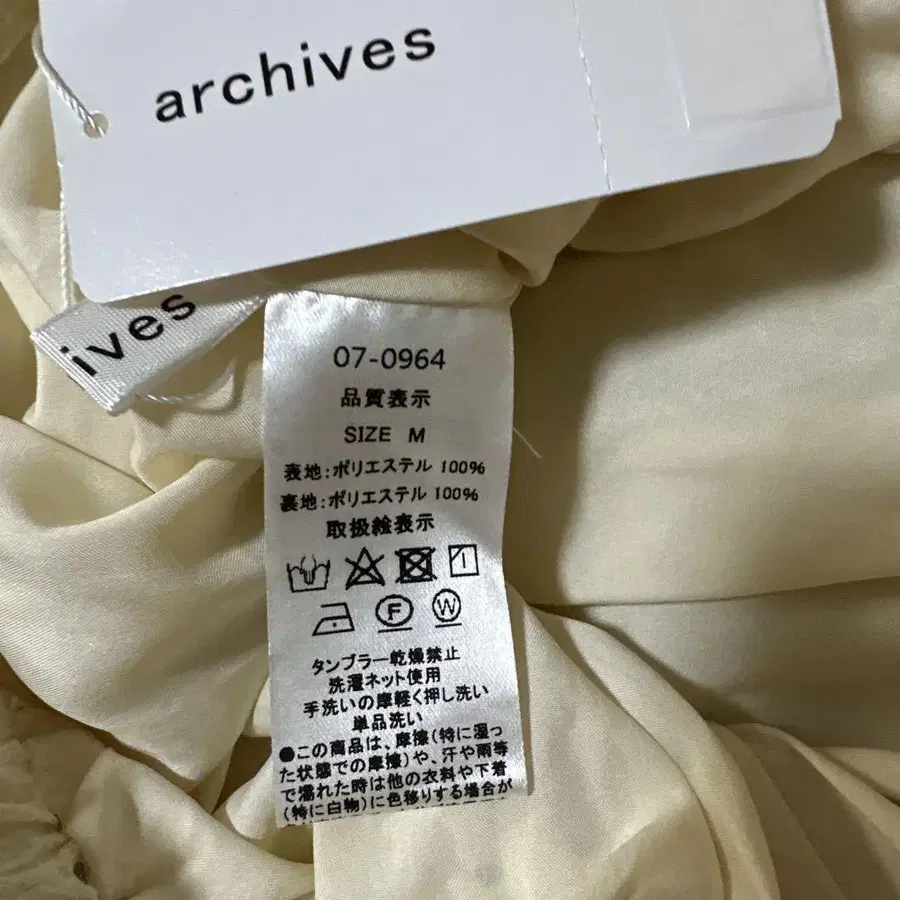 archives
ives
07-0964
品質表示
SIZE M
表地:ポリエステル 100%
裏地:ポリエステル 100%
取扱絵表示
F W
タンブラー乾燥禁止
洗濯ネット使用
手洗いの摩軽く押し洗い
単品洗い
●この商品は、摩擦(特に湿っ
た状態での摩擦)や、汗や雨等
で濡れた時は他の衣料や下着
(特に白物)に色移りする場合が